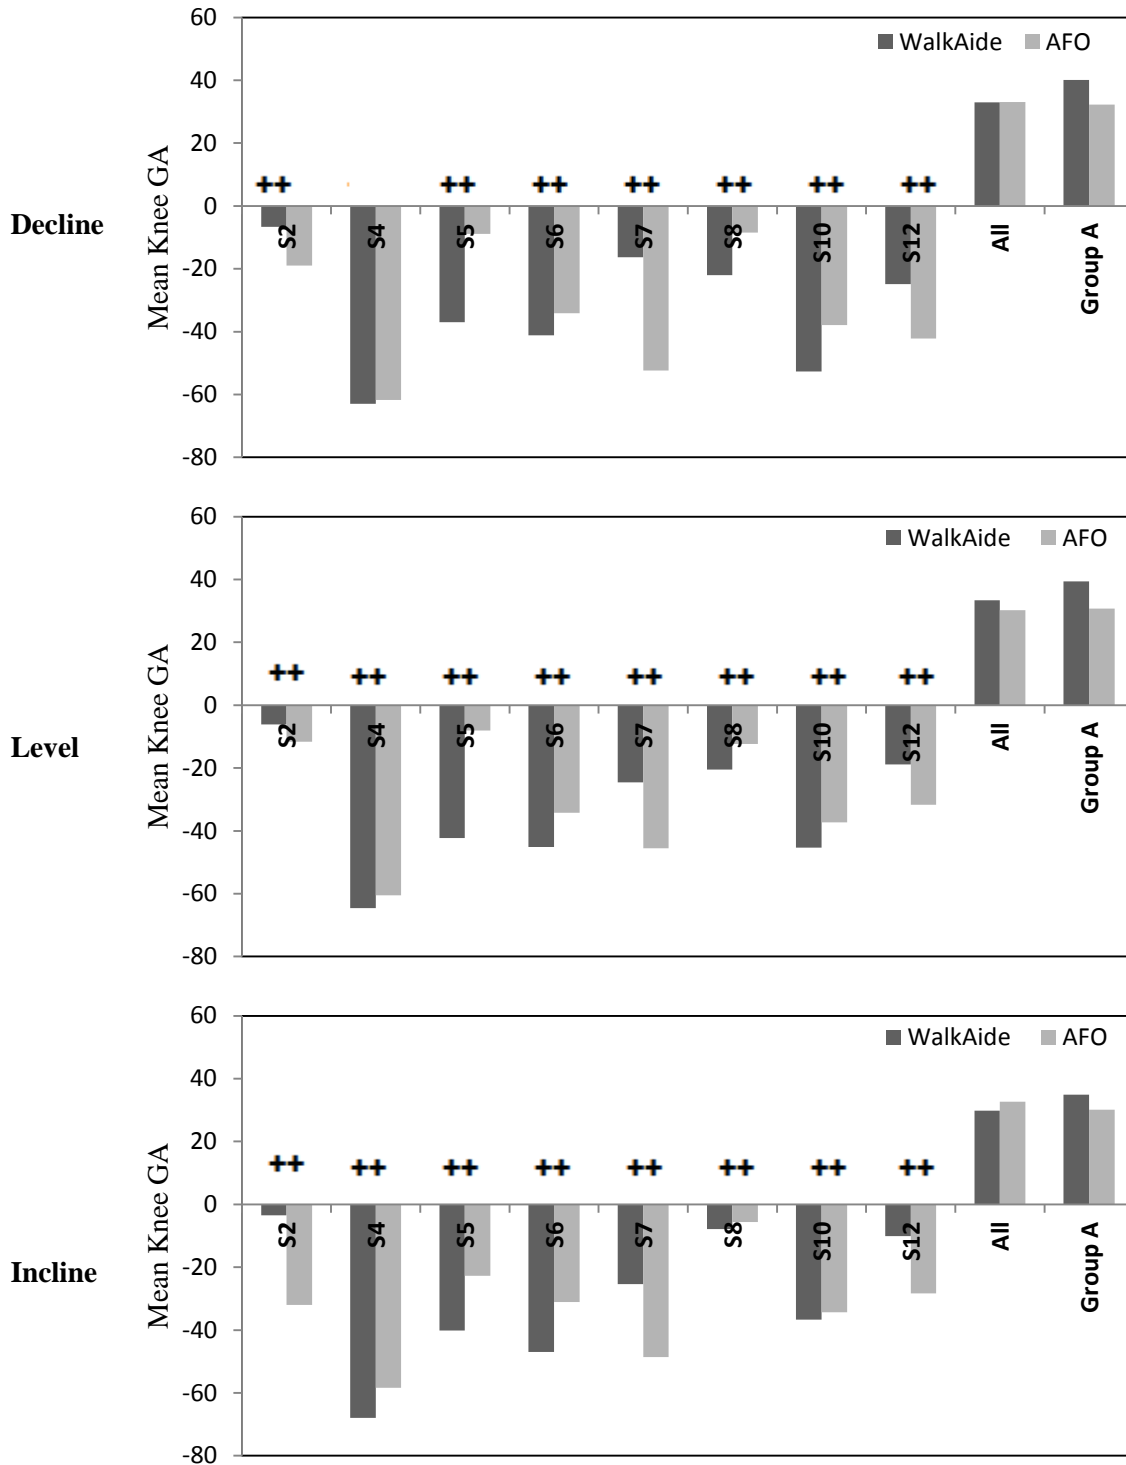 60
WalkAide AFO
40
20
++ ++ ++ ++ ++ ++ ++
0
Decline
Mean Knee GA
S2 S4 S5 S6 S7 S8 S10 S12 All Group A
-20
-40
-60
-80
60
WalkAide AFO
40
20
++ ++ ++ ++ ++ ++ ++ ++
0
Level
Mean Knee GA
S2 S4 S5 S6 S7 S8 S10 S12 All Group A
-20
-40
-60
-80
60
WalkAide AFO
40
20
++ ++ ++ ++ ++ ++ ++ ++
0
Incline
Mean Knee GA
S2 S4 S5 S6 S7 S8 S10 S12 All Group A
-20
-40
-60
-80